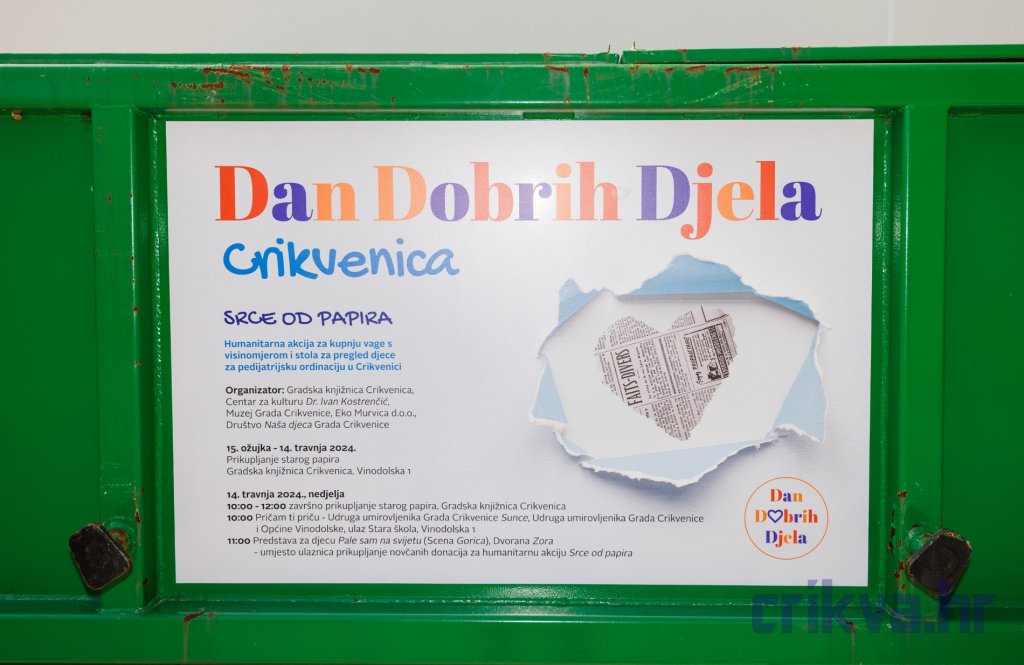 Dan Dobrih Djela
Crikvenica
SRCE OD PAPIRA
Humanitarna akcija za kupnju vage s
visinomjerom i stola za pregled djece
za pedijatrijsku ordinaciju u Crikvenici
Organizator: Gradska knjižnica Crikvenica,
Centar za kulturu Dr. Ivan Kostrenčić,
Muzej Grada Crikvenice, Eko Murvica d.o.o.,
Društvo Naša djeca Grada Crikvenice
15. ožujka - 14. travnja 2024.
Prikupljanje starog papira
Gradska knjižnica Crikvenica, Vinodolska 1
14. travnja 2024., nedjelja
10:00 - 12:00 završno prikupljanje starog papira, Gradska knjižnica Crikvenica
10:00 Pričam ti priču - Udruga umirovljenika Grada Crikvenice Sunce, Udruga umirovljenika Grada Crikvenice
i Općine Vinodolske, ulaz Stara škola, Vinodolska 1
11:00 Predstava za djecu Pale sam na svijetu (Scena Gorica), Dvorana Zora
- umjesto ulaznica prikupljanje novčanih donacija za humanitarnu akciju Srce od papira
FAITS-DIVERS
Dan
D♡brih
Djela
crikva.hr